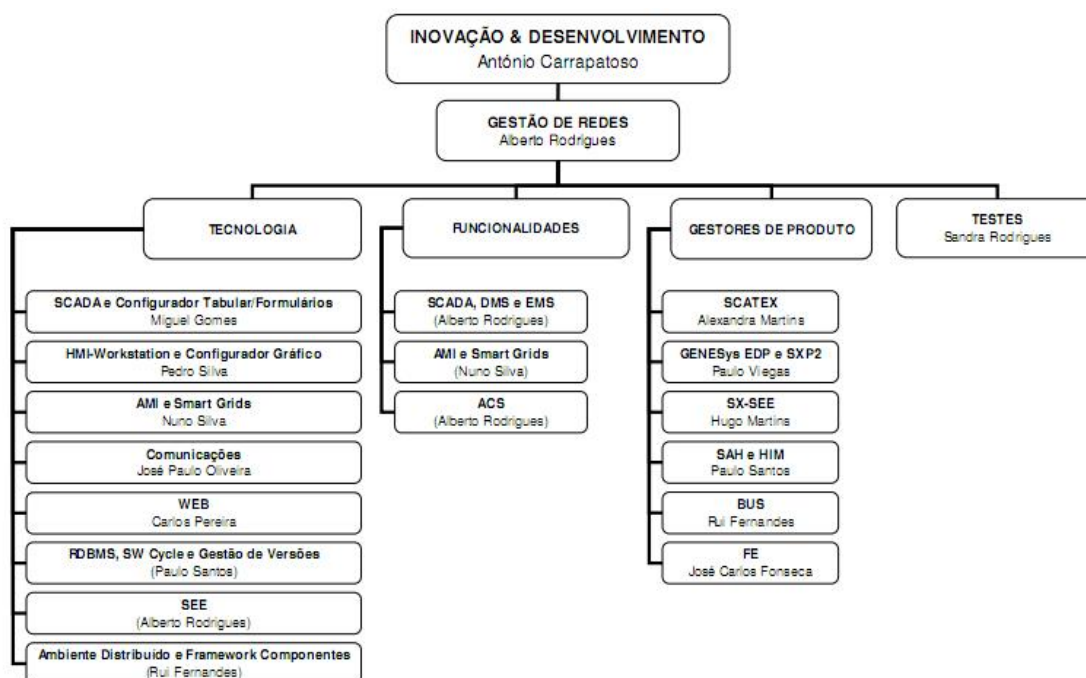 INOVAÇÃO & DESENVOLVIMENTO
António Carrapatoso
GESTÃO DE REDES
Alberto Rodrigues
TECNOLOGIA
FUNCIONALIDADES
GESTORES DE PRODUTO
TESTES
Sandra Rodrigues
SCADA e Configurador Tabular/Formulários
Miguel Gomes
HMI-Workstation e Configurador Gráfico
Pedro Silva
AMI e Smart Grids
Nuno Silva
Comunicações
José Paulo Oliveira
WEB
Carlos Pereira
RDBMS, SW Cycle e Gestão de Versões
(Paulo Santos)
SEE
(Alberto Rodrigues)
Ambiente Distribuido e Framework Componentes
(Rui Fernandes)
SCADA, DMS e EMS
(Alberto Rodrigues)
AMI e Smart Grids
(Nuno Silva)
ACS
(Alberto Rodrigues)
SCATEX
Alexandra Martins
GENESys EDP e SXP2
Paulo Viegas
SX-SEE
Hugo Martins
SAH e HIM
Paulo Santos
BUS
Rui Fernandes
FE
José Carlos Fonseca